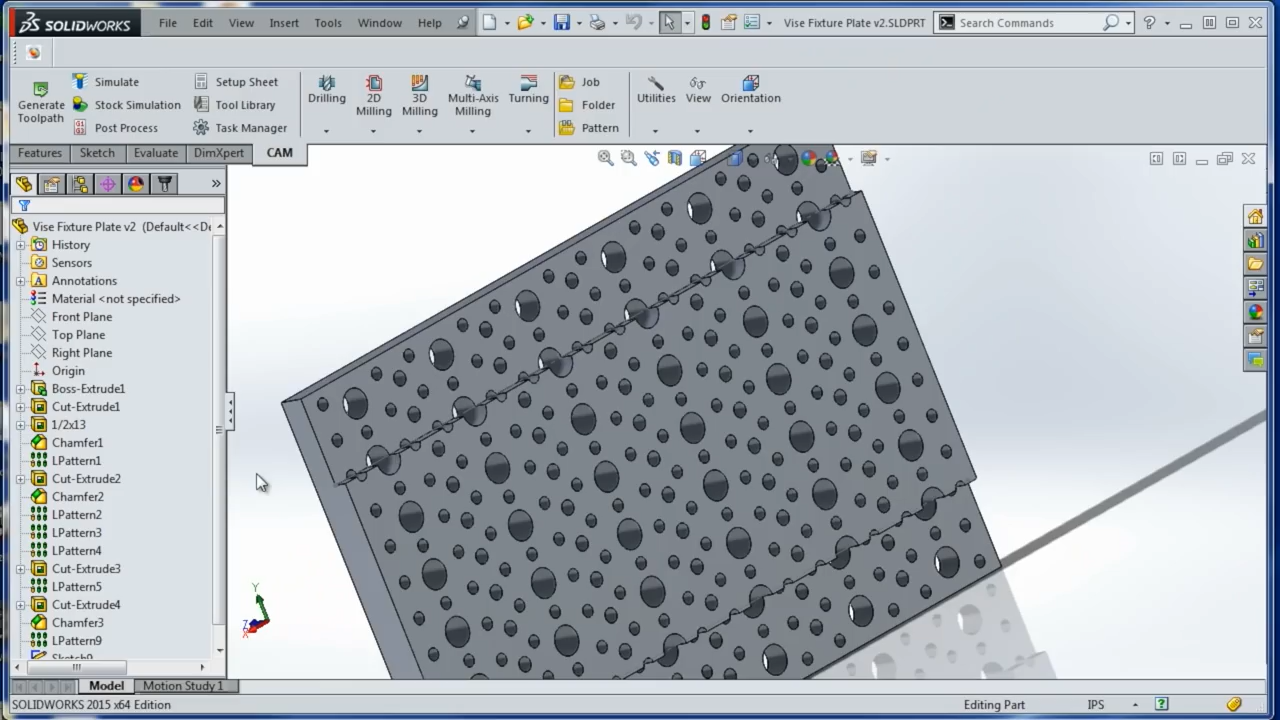 SOLIDWORKS File Edit View Insert Tools Window Help Vise Fixture Plate v2.SLDPRT Search Commands
Generate Toolpath
Simulate
Stock Simulation
Post Process
Setup Sheet
Tool Library
Task Manager
Drilling
2D Milling
3D Milling
Multi-Axis Milling
Turning
Job
Folder
Pattern
Utilities
View
Orientation
Features Sketch Evaluate DimXpert CAM
Vise Fixture Plate v2 (Default<<De
History
Sensors
Annotations
Material <not specified>
Front Plane
Top Plane
Right Plane
Origin
Boss-Extrude1
Cut-Extrude1
1/2x13
Chamfer1
LPattern1
Cut-Extrude2
Chamfer2
LPattern2
LPattern3
LPattern4
Cut-Extrude3
LPattern5
Cut-Extrude4
Chamfer3
LPattern9
Sketch9
Y
Z
X
Model Motion Study 1
SOLIDWORKS 2015 x64 Edition Editing Part IPS